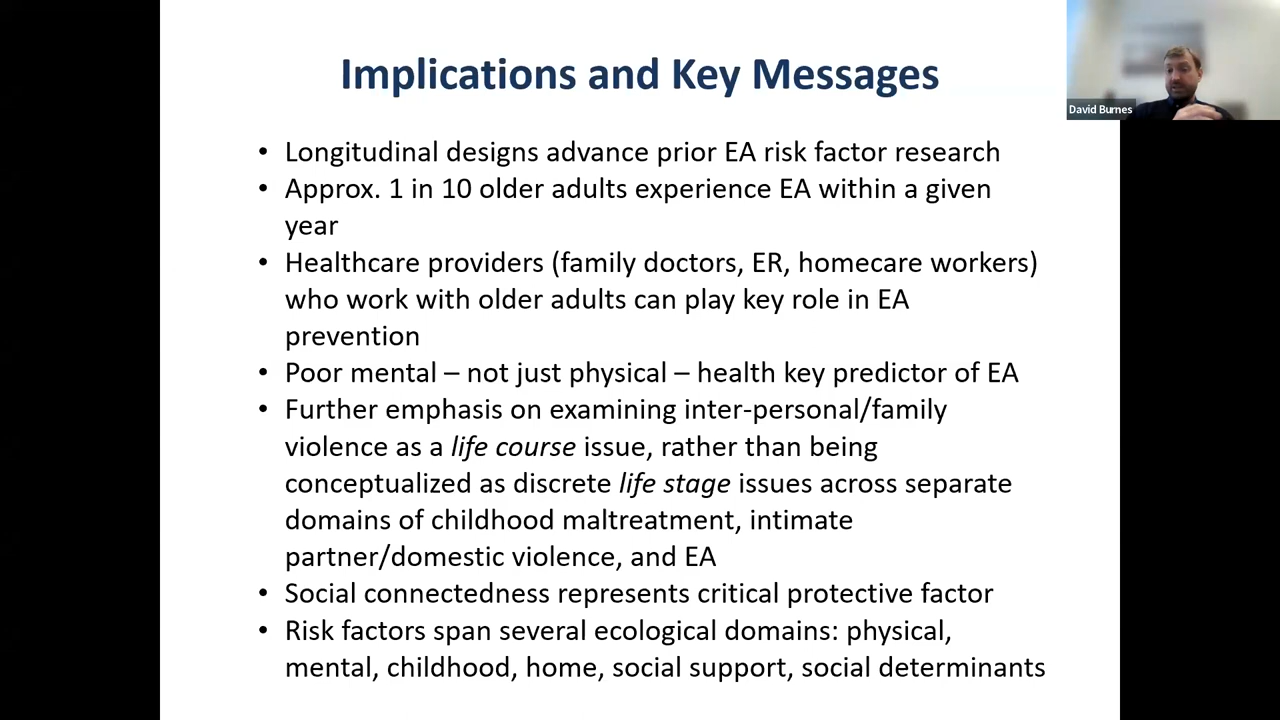 Implications and Key Messages
David Burnes
• Longitudinal designs advance prior EA risk factor research
• Approx. 1 in 10 older adults experience EA within a given
year
• Healthcare providers (family doctors, ER, homecare workers)
who work with older adults can play key role in EA
prevention
• Poor mental – not just physical – health key predictor of EA
• Further emphasis on examining inter-personal/family
violence as a life course issue, rather than being
conceptualized as discrete life stage issues across separate
domains of childhood maltreatment, intimate
partner/domestic violence, and EA
• Social connectedness represents critical protective factor
• Risk factors span several ecological domains: physical,
mental, childhood, home, social support, social determinants